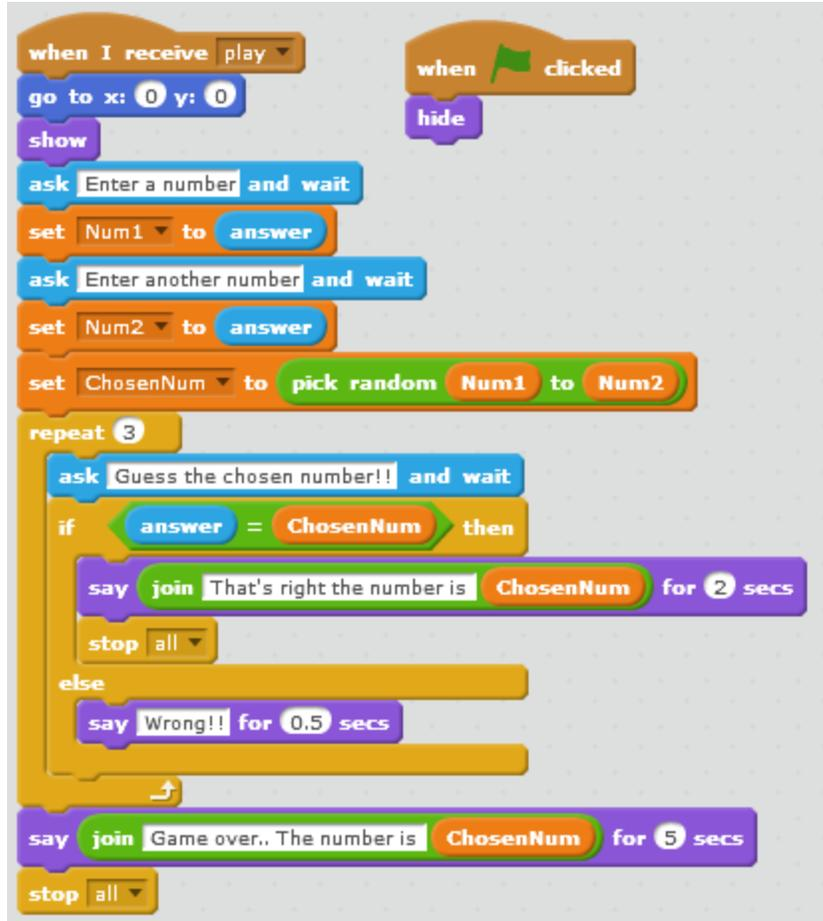 when I receive play
go to x: 0 y: 0
show
ask Enter a number and wait
set Num1 to answer
ask Enter another number and wait
set Num2 to answer
set ChosenNum to pick random Num1 to Num2
repeat 3
ask Guess the chosen number!! and wait
if answer = ChosenNum then
say join That's right the number is ChosenNum for 2 secs
stop all
else
say Wrong!! for 0.5 secs
say join Game over.. The number is ChosenNum for 5 secs
stop all
when clicked
hide